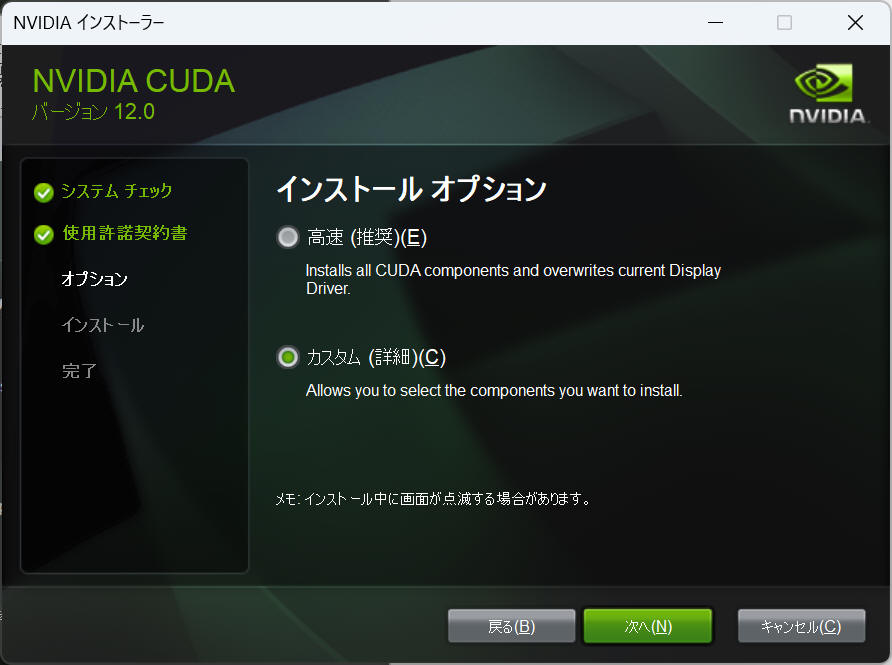 NVIDIA インストーラー
NVIDIA CUDA
バージョン 12.0
NVIDIA.
システム チェック
使用許諾契約書
オプション
インストール
完了
インストール オプション
高速 (推奨)(E)
Installs all CUDA components and overwrites current Display
Driver.
カスタム (詳細)(C)
Allows you to select the components you want to install.
メモ: インストール中に画面が点滅する場合があります。
戻る(B)
次へ(N)
キャンセル(C)